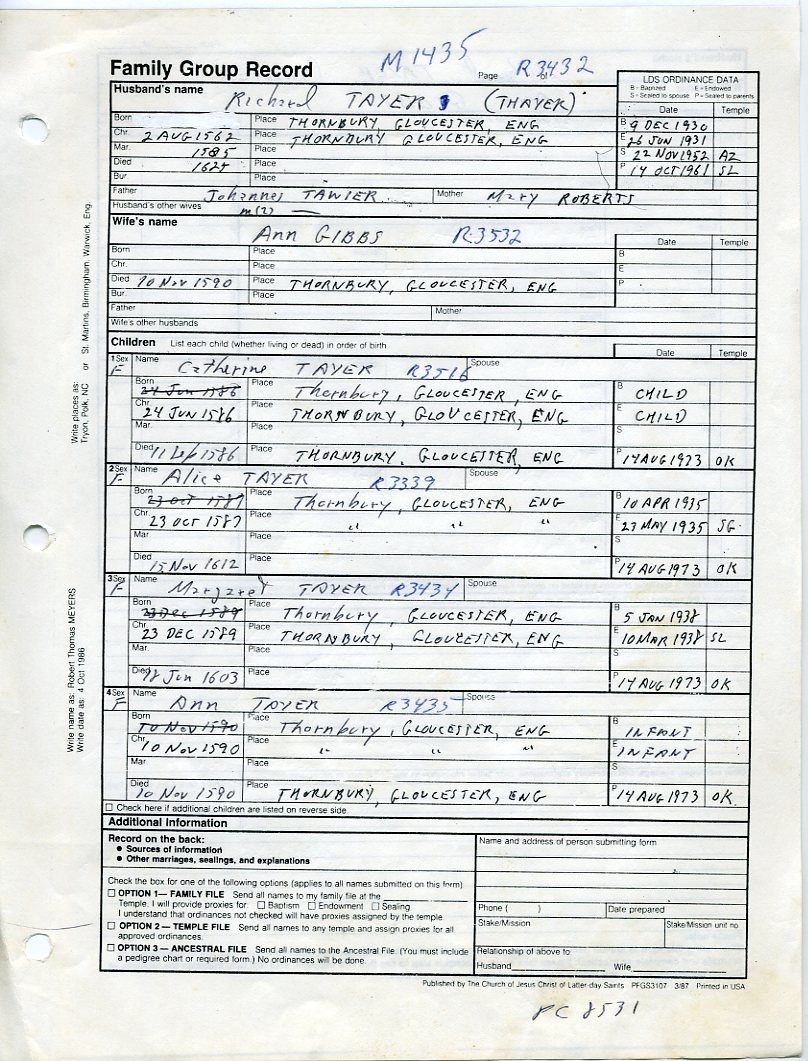 M1435
Family Group Record
Page of R3432
Husband's name Richard TAYER (THAYER)
LDS ORDINANCE DATA
B - Baptized E - Endowed
S - Sealed to spouse P - Sealed to parents
Date Temple
Born Place THORNBURY GLOUCESTER, ENG B 9 DEC 1930
Chr. 2 AUG 1562 Place THORNBURY GLOUCESTER, ENG E 26 JUN 1931
Mar. 1585 Place S 22 NOV 1952 AZ
Died Place P 14 OCT 1961 SL
Bur. Place
Father Johannes TAWIER Mother Mary ROBERTS
Husband's other wives m(2)
Wife's name Ann GIBBS R3532
Date Temple
Born Place B
Chr. Place E
Died 10 Nov 1590 Place THORNBURY, GLOUCESTER, ENG P
Bur. Place
Father Mother
Wife's other husbands
Children List each child (whether living or dead) in order of birth Date Temple
1 Sex F Name Catherine TAYER R3516 Spouse
Born 24 Jun 1586 Place Thornbury, GLOUCESTER, ENG B CHILD
Chr. 24 JUN 1586 Place THORNBURY, GLOUCESTER, ENG E CHILD
Mar. Place S
Died 11 Sep 1586 Place THORNBURY, GLOUCESTER, ENG P 14 AUG 1973 OK
2 Sex F Name Alice TAYER R3339 Spouse
Born 23 OCT 1587 Place Thornbury, GLOUCESTER, ENG B 10 APR 1935
Chr. 23 OCT 1587 Place " " " E 23 MAY 1935 SG
Mar. Place S
Died 15 Nov 1612 Place P 14 AUG 1973 OK
3 Sex F Name Margaret TAYER R3434 Spouse
Born 23 Dec 1589 Place Thornbury, GLOUCESTER, ENG B 5 JAN 1938
Chr. 23 DEC 1589 Place THORNBURY, GLOUCESTER, ENG E 10 MAR 1938 SL
Mar. Place S
Died 8 Jun 1603 Place P 14 AUG 1973 OK
4 Sex F Name Ann TAYER R3435 Spouse
Born 10 Nov 1590 Place Thornbury, GLOUCESTER, ENG B INFANT
Chr. 10 NOV 1590 Place " " " E INFANT
Mar. Place S
Died 10 Nov 1590 Place THORNBURY, GLOUCESTER, ENG P 14 AUG 1973 OK
☐ Check here if additional children are listed on reverse side.
Additional Information
Record on the back:
● Sources of information
● Other marriages, sealings, and explanations
Check the box for one of the following options (applies to all names submitted on this form)
☐ OPTION 1— FAMILY FILE Send all names to my family file at the
Temple. I will provide proxies for: ☐ Baptism ☐ Endowment ☐ Sealing
I understand that ordinances not checked will have proxies assigned by the temple.
☐ OPTION 2 – TEMPLE FILE Send all names to any temple and assign proxies for all
approved ordinances.
☐ OPTION 3 – ANCESTRAL FILE Send all names to the Ancestral File. (You must include
a pedigree chart or required form.) No ordinances will be done.
Name and address of person submitting form
Phone ( ) Date prepared
Stake/Mission Stake/Mission unit no.
Relationship of above to:
Husband Wife
Published by The Church of Jesus Christ of Latter-day Saints PFGS3107 3/87 Printed in USA
PC 8531
Write places as: Tryon, Polk, NC or St. Martins, Birmingham, Warwick, Eng.
Write name as: Robert Thomas MEYERS
Write date as: 4 Oct 1986